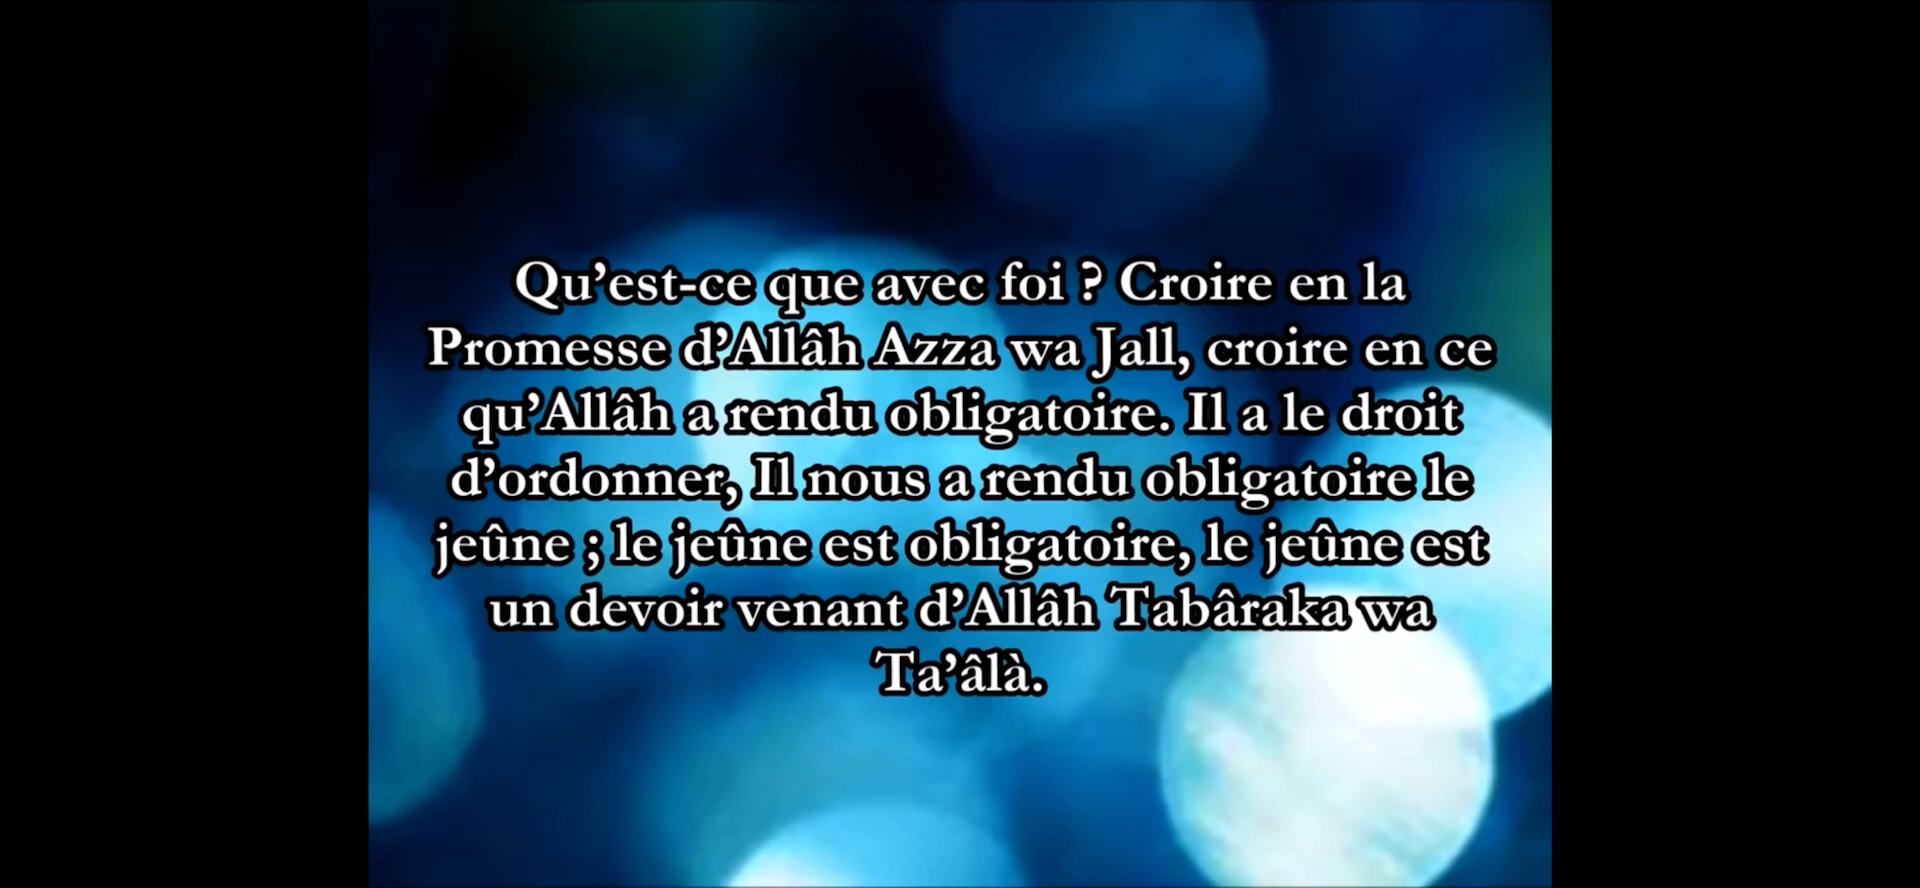 Qu’est-ce que avec foi ? Croire en la
Promesse d’Allâh Azza wa Jall, croire en ce
qu’Allâh a rendu obligatoire. Il a le droit
d’ordonner, Il nous a rendu obligatoire le
jeûne ; le jeûne est obligatoire, le jeûne est
un devoir venant d’Allâh Tabâraka wa
Ta’âlà.